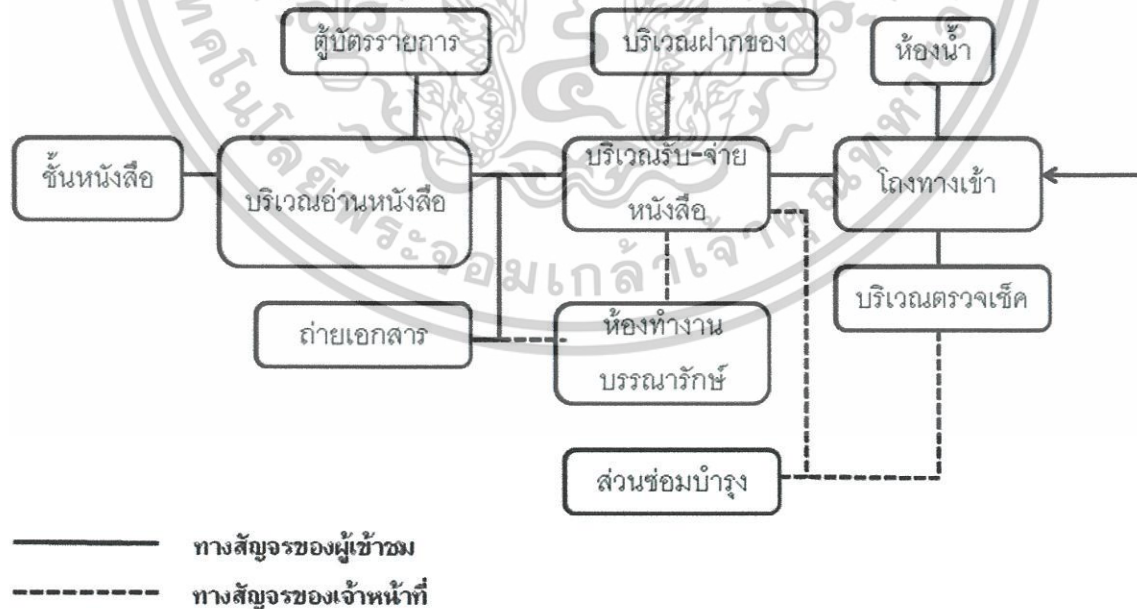 ตู้บัตรรายการ
บริเวณฝากของ
ห้องน้ำ
ชั้นหนังสือ
บริเวณอ่านหนังสือ
บริเวณรับ-จ่าย
หนังสือ
โถงทางเข้า
บริเวณตรวจเช็ค
ถ่ายเอกสาร
ห้องทำงาน
บรรณารักษ์
ส่วนซ่อมบำรุง
ทางสัญจรของผู้เข้าชม
ทางสัญจรของเจ้าหน้าที่